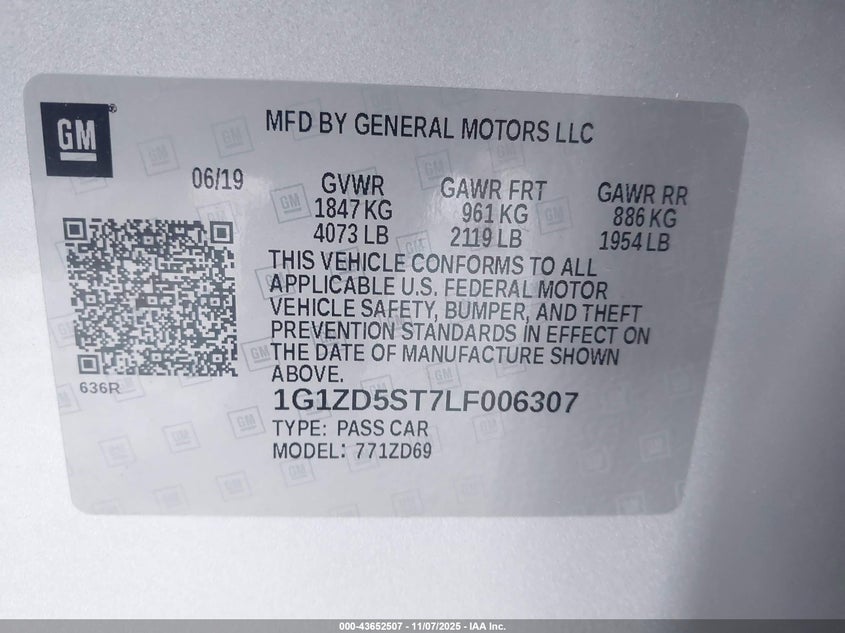 GM
MFD BY GENERAL MOTORS LLC
06/19
GVWR GAWR FRT GAWR RR
1847 KG 961 KG 886 KG
4073 LB 2119 LB 1954 LB
THIS VEHICLE CONFORMS TO ALL
APPLICABLE U.S. FEDERAL MOTOR
VEHICLE SAFETY, BUMPER, AND THEFT
PREVENTION STANDARDS IN EFFECT ON
THE DATE OF MANUFACTURE SHOWN
ABOVE.
636R
1G1ZD5ST7LF006307
TYPE: PASS CAR
MODEL: 771ZD69
000-43652507 - 11/07/2025 - IAA Inc.